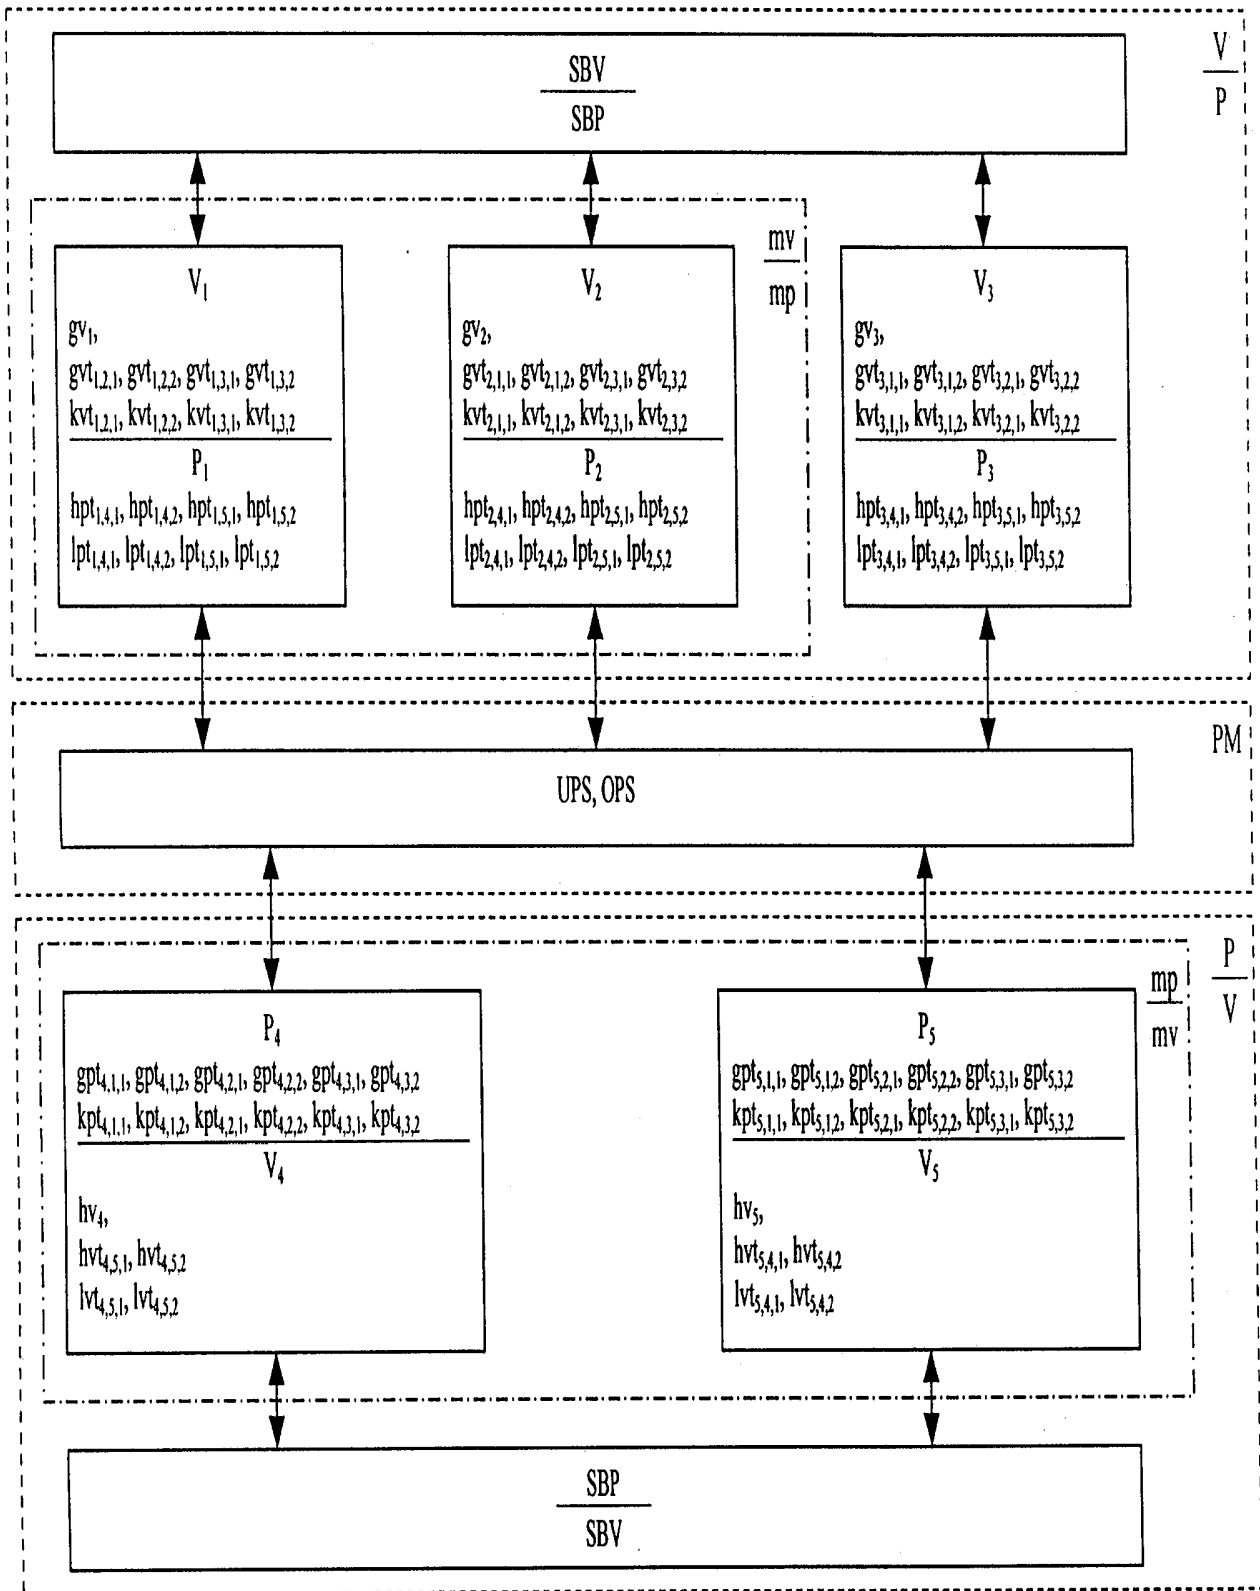 SBV
SBP
V
P
mv
mp
V₁
gv₁,
gvt₁,₂,₁, gvt₁,₂,₂, gvt₁,₃,₁, gvt₁,₃,₂
kvt₁,₂,₁, kvt₁,₂,₂, kvt₁,₃,₁, kvt₁,₃,₂
P₁
hpt₁,₄,₁, hpt₁,₄,₂, hpt₁,₅,₁, hpt₁,₅,₂
lpt₁,₄,₁, lpt₁,₄,₂, lpt₁,₅,₁, lpt₁,₅,₂
V₂
gv₂,
gvt₂,₁,₁, gvt₂,₁,₂, gvt₂,₃,₁, gvt₂,₃,₂
kvt₂,₁,₁, kvt₂,₁,₂, kvt₂,₃,₁, kvt₂,₃,₂
P₂
hpt₂,₄,₁, hpt₂,₄,₂, hpt₂,₅,₁, hpt₂,₅,₂
lpt₂,₄,₁, lpt₂,₄,₂, lpt₂,₅,₁, lpt₂,₅,₂
V₃
gv₃,
gvt₃,₁,₁, gvt₃,₁,₂, gvt₃,₂,₁, gvt₃,₂,₂
kvt₃,₁,₁, kvt₃,₁,₂, kvt₃,₂,₁, kvt₃,₂,₂
P₃
hpt₃,₄,₁, hpt₃,₄,₂, hpt₃,₅,₁, hpt₃,₅,₂
lpt₃,₄,₁, lpt₃,₄,₂, lpt₃,₅,₁, lpt₃,₅,₂
PM
UPS, OPS
P
V
mp
mv
P₄
gpt₄,₁,₁, gpt₄,₁,₂, gpt₄,₂,₁, gpt₄,₂,₂, gpt₄,₃,₁, gpt₄,₃,₂
kpt₄,₁,₁, kpt₄,₁,₂, kpt₄,₂,₁, kpt₄,₂,₂, kpt₄,₃,₁, kpt₄,₃,₂
V₄
hv₄,
hvt₄,₅,₁, hvt₄,₅,₂
lvt₄,₅,₁, lvt₄,₅,₂
P₅
gpt₅,₁,₁, gpt₅,₁,₂, gpt₅,₂,₁, gpt₅,₂,₂, gpt₅,₃,₁, gpt₅,₃,₂
kpt₅,₁,₁, kpt₅,₁,₂, kpt₅,₂,₁, kpt₅,₂,₂, kpt₅,₃,₁, kpt₅,₃,₂
V₅
hv₅,
hvt₅,₄,₁, hvt₅,₄,₂
lvt₅,₄,₁, lvt₅,₄,₂
SBP
SBV